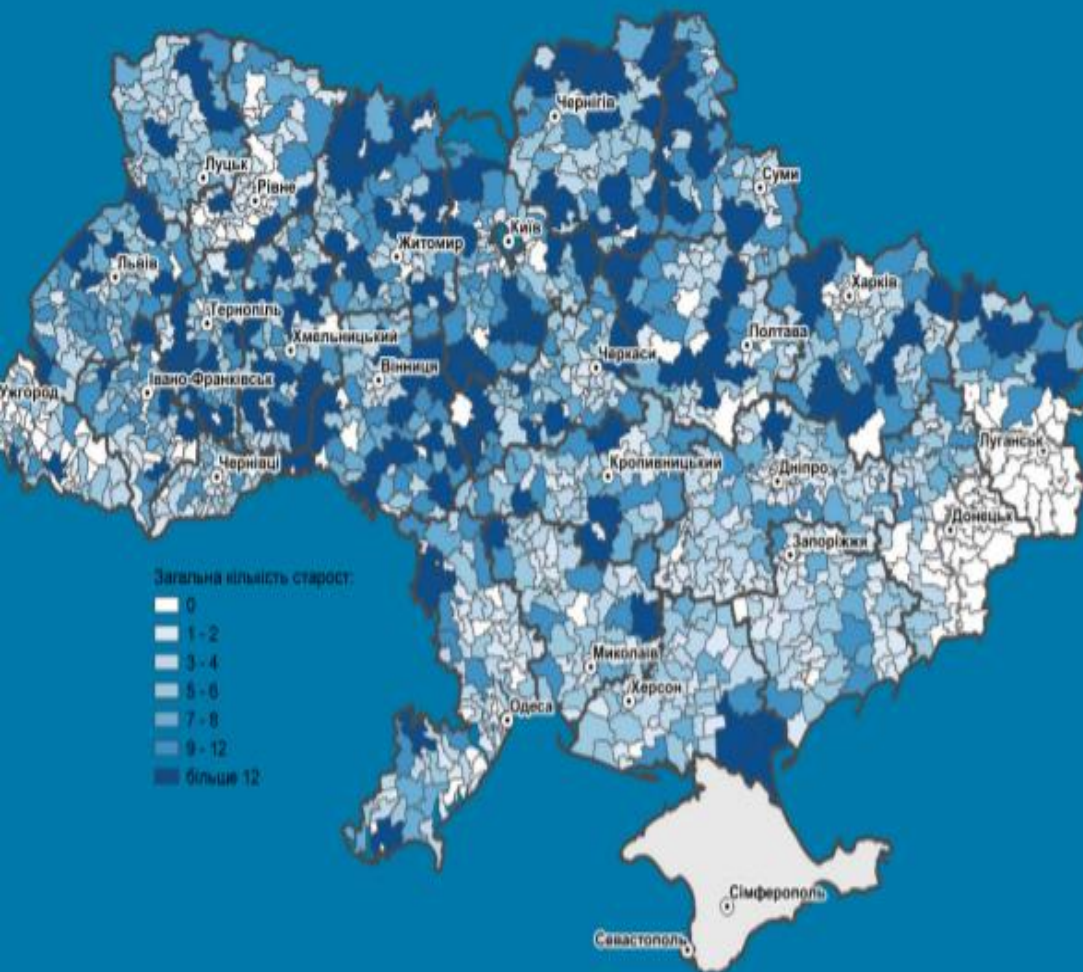 Чернігів
Луцьк
Рівне
Суми
Київ
Житомир
Львів
Харків
Тернопіль
Хмельницький
Полтава
Черкаси
Вінниця
Івано-Франківськ
Ужгород
Луганськ
Кропивницький
Дніпро
Чернівці
Донецьк
Запоріжжя
Загальна кількість старост:
0
1 - 2
3 - 4
5 - 6
7 - 8
9 - 12
більше 12
Миколаїв
Херсон
Одеса
Сімферополь
Севастополь